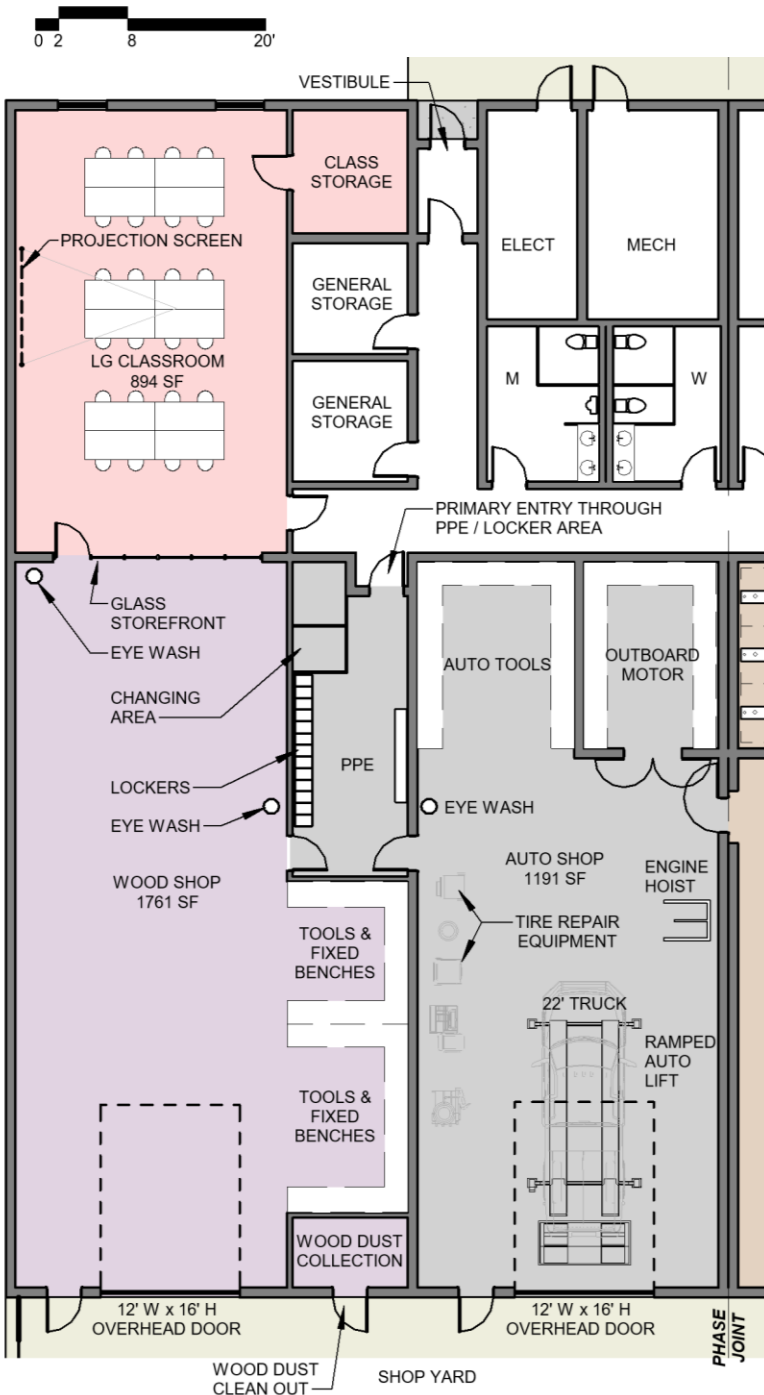 0 2 8 20'
VESTIBULE
CLASS
STORAGE
ELECT
MECH
PROJECTION SCREEN
GENERAL
STORAGE
LG CLASSROOM
894 SF
M
W
GENERAL
STORAGE
PRIMARY ENTRY THROUGH
PPE / LOCKER AREA
GLASS
STOREFRONT
EYE WASH
CHANGING
AREA
AUTO TOOLS
OUTBOARD
MOTOR
LOCKERS
PPE
EYE WASH
EYE WASH
WOOD SHOP
1761 SF
AUTO SHOP
1191 SF
ENGINE
HOIST
TOOLS &
FIXED
BENCHES
TIRE REPAIR
EQUIPMENT
22' TRUCK
RAMPED
AUTO
LIFT
TOOLS &
FIXED
BENCHES
WOOD DUST
COLLECTION
12' W x 16' H
OVERHEAD DOOR
12' W x 16' H
OVERHEAD DOOR
PHASE
JOINT
WOOD DUST
CLEAN OUT
SHOP YARD